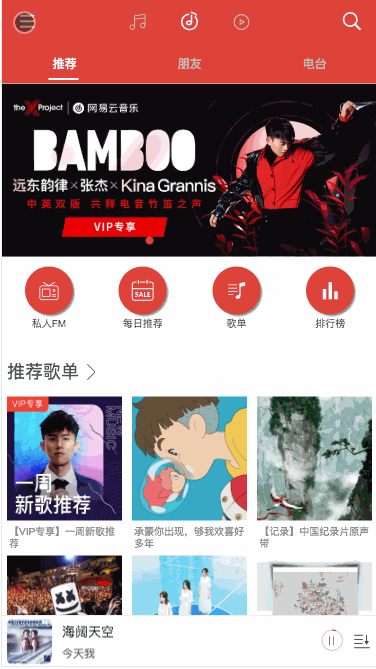 推荐
朋友
电台
the X Project
网易云音乐
BAMBOO
远东韵律×张杰×Kina Grannis
中英双版 共释电音竹笛之声
VIP专享
私人FM
SALE
每日推荐
歌单
排行榜
推荐歌单
VIP专享
NEW
MUSIC
一周
新歌推荐
【VIP专享】一周新歌推
荐
承蒙你出现，够我欢喜好
多年
【记录】中国纪录片原声
带
海阔天空
今天我